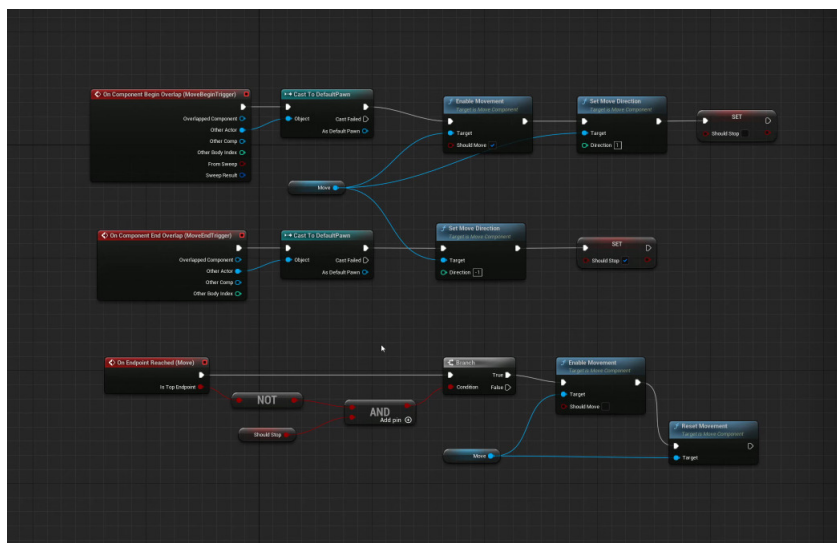 On Component Begin Overlap (MoveBeginTrigger)
Overlapped Component
Other Actor
Other Comp
Other Body Index
From Sweep
Sweep Result
Cast To DefaultPawn
Object
Cast Failed
As Default Pawn
Enable Movement
Target is Move Component
Target
Should Move
Set Move Direction
Target is Move Component
Target
Direction 1
SET
Should Stop
Move
On Component End Overlap (MoveEndTrigger)
Overlapped Component
Other Actor
Other Comp
Other Body Index
Cast To DefaultPawn
Object
Cast Failed
As Default Pawn
Set Move Direction
Target is Move Component
Target
Direction -1
SET
Should Stop
On Endpoint Reached (Move)
Is Top Endpoint
NOT
Should Stop
AND
Add pin
Branch
True
Condition
False
Enable Movement
Target is Move Component
Target
Should Move
Move
Reset Movement
Target is Move Component
Target